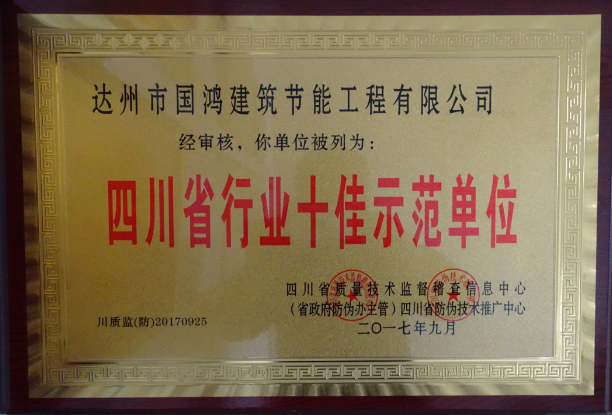 达州市国鸿建筑节能工程有限公司
经审核，你单位被列为：
四川省行业十佳示范单位
四川省质量技术监督稽查信息中心
（省政府防伪办主管）四川省防伪技术推广中心
川质监(防)20170925
二〇一七年九月